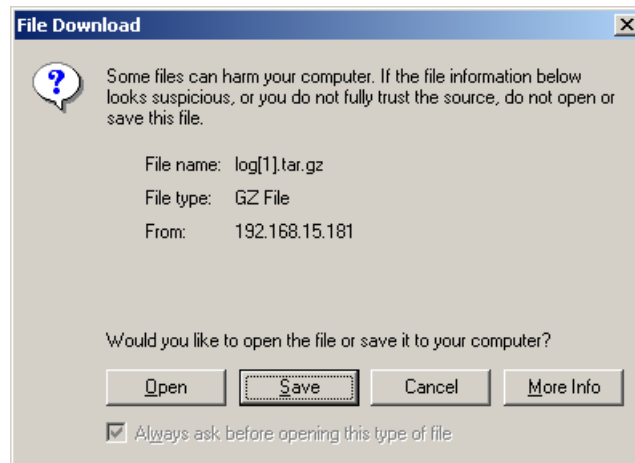 File Download
?
Some files can harm your computer. If the file information below
looks suspicious, or you do not fully trust the source, do not open or
save this file.
File name: log[1].tar.gz
File type: GZ File
From: 192.168.15.181
Would you like to open the file or save it to your computer?
Open Save Cancel More Info
Always ask before opening this type of file